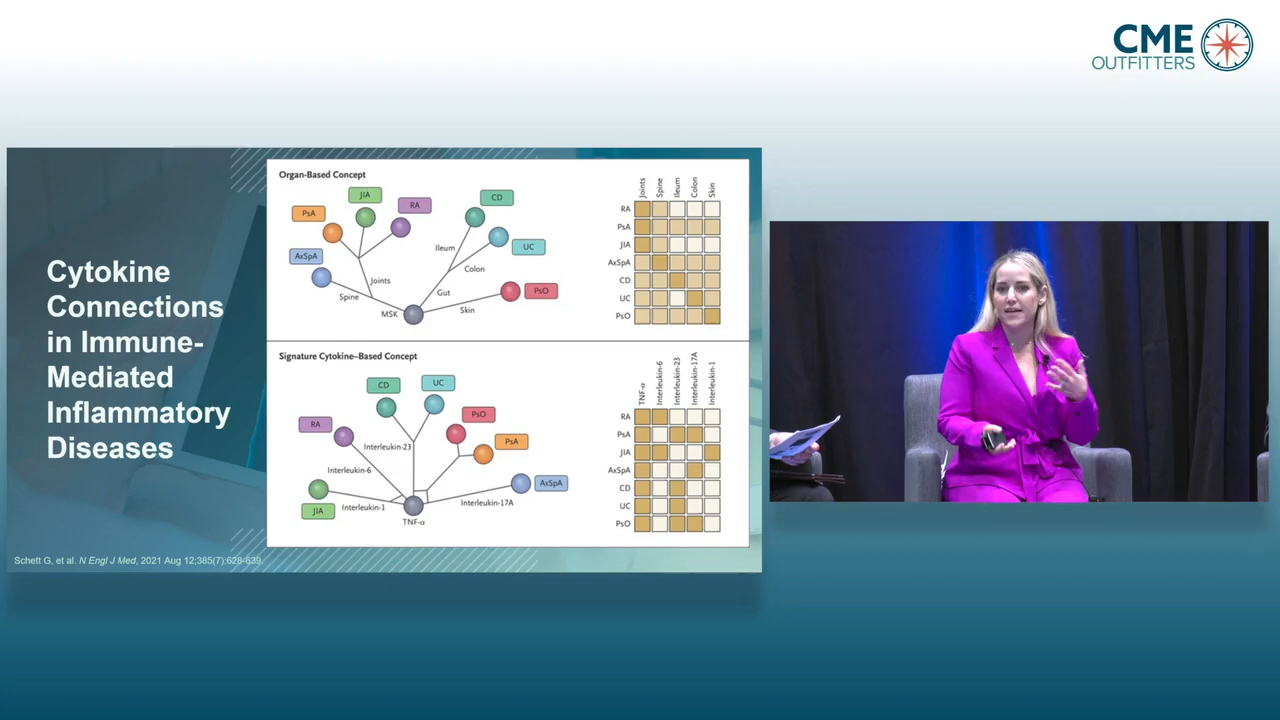 CME
OUTFITTERS
Cytokine
Connections
in Immune-
Mediated
Inflammatory
Diseases
Schett G, et al. N Engl J Med, 2021 Aug 12;385(7):628-639.
Organ-Based Concept
JIA
PsA
RA
CD
AxSpA
UC
Ileum
Colon
Joints
Spine
Gut
PsO
MSK
Skin
Joints
Spine
Ileum
Colon
Skin
RA
PsA
JIA
AxSpA
CD
UC
PsO
Signature Cytokine–Based Concept
CD
UC
RA
PsO
PsA
Interleukin-23
Interleukin-6
AxSpA
JIA
Interleukin-1
Interleukin-17A
TNF-α
TNF-α
Interleukin-6
Interleukin-23
Interleukin-17A
Interleukin-1
RA
PsA
JIA
AxSpA
CD
UC
PsO